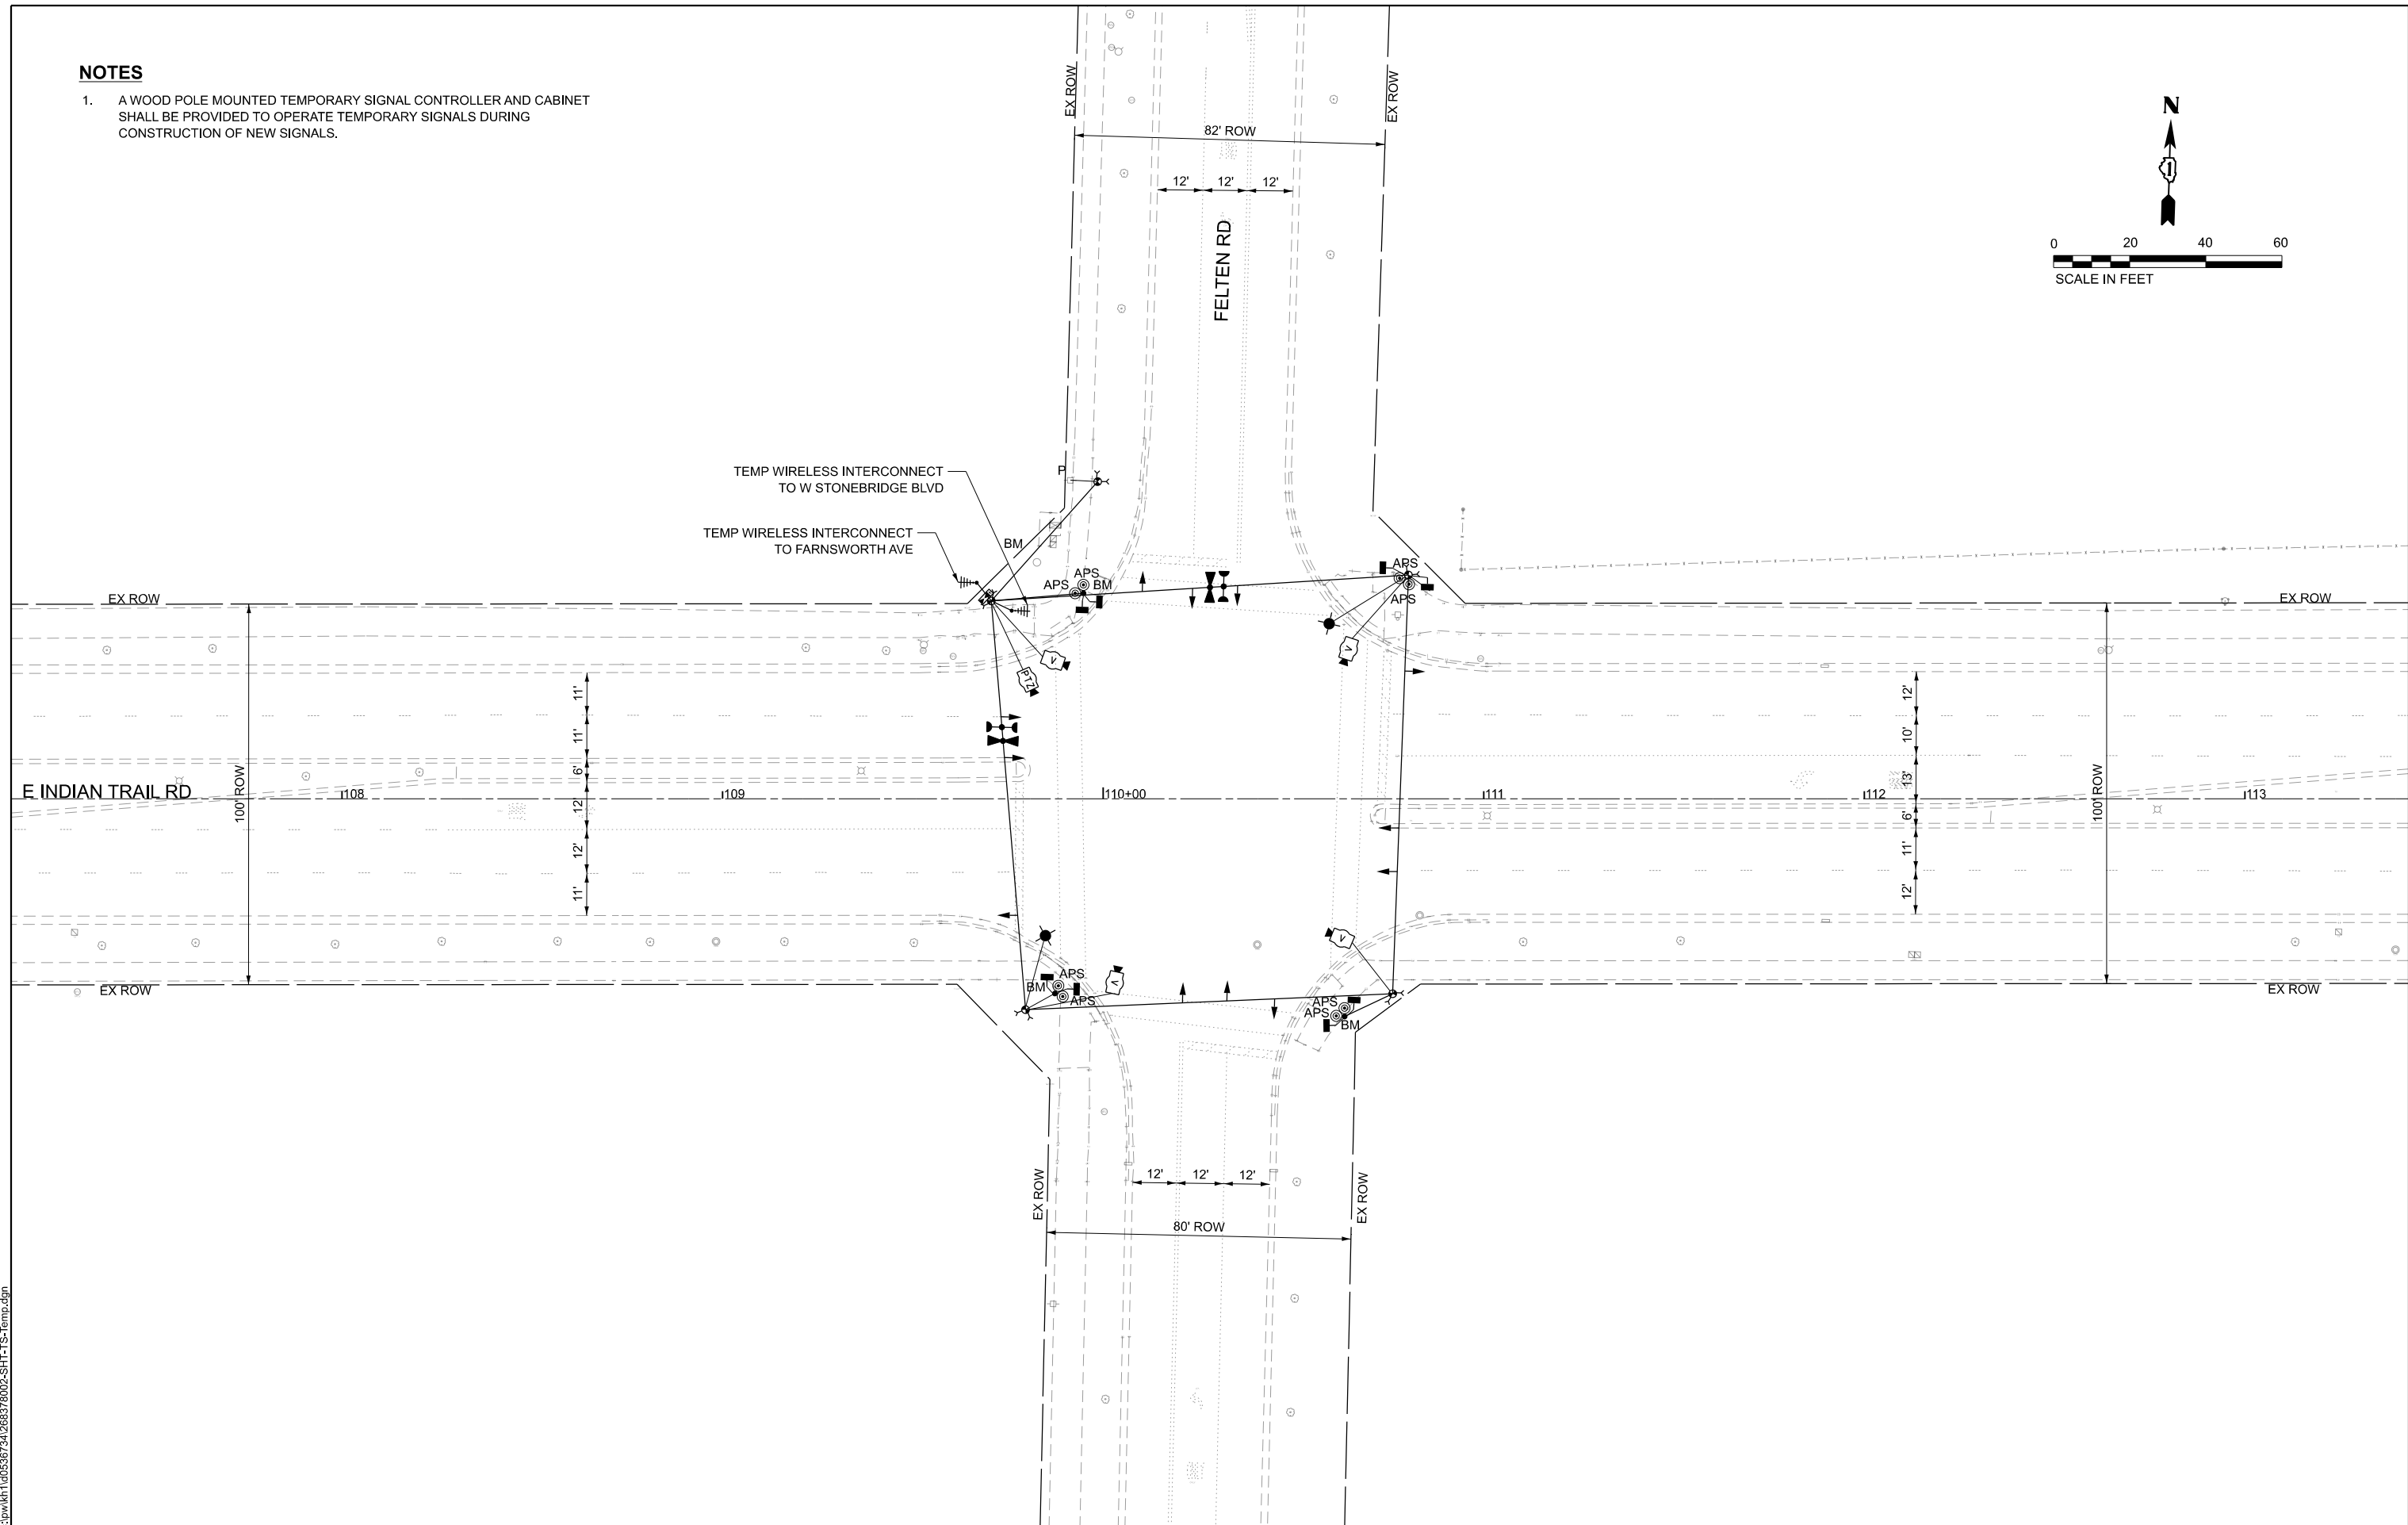 NOTES
1. A WOOD POLE MOUNTED TEMPORARY SIGNAL CONTROLLER AND CABINET
SHALL BE PROVIDED TO OPERATE TEMPORARY SIGNALS DURING
CONSTRUCTION OF NEW SIGNALS.
EX ROW
EX ROW
82' ROW
12' 12' 12'
FELTEN RD
N
0 20 40 60
SCALE IN FEET
TEMP WIRELESS INTERCONNECT
TO W STONEBRIDGE BLVD
TEMP WIRELESS INTERCONNECT
TO FARNSWORTH AVE
P
BM
APS
APS
BM
APS
APS
EX ROW
EX ROW
V
PTZ
V
11'
11'
6'
12'
12'
11'
100' ROW
E INDIAN TRAIL RD
108
109
110+00
111
112
113
12'
10'
13'
6'
11'
12'
100' ROW
V
V
APS
BM
APS
APS
APS
BM
EX ROW
EX ROW
12' 12' 12'
EX ROW
EX ROW
80' ROW